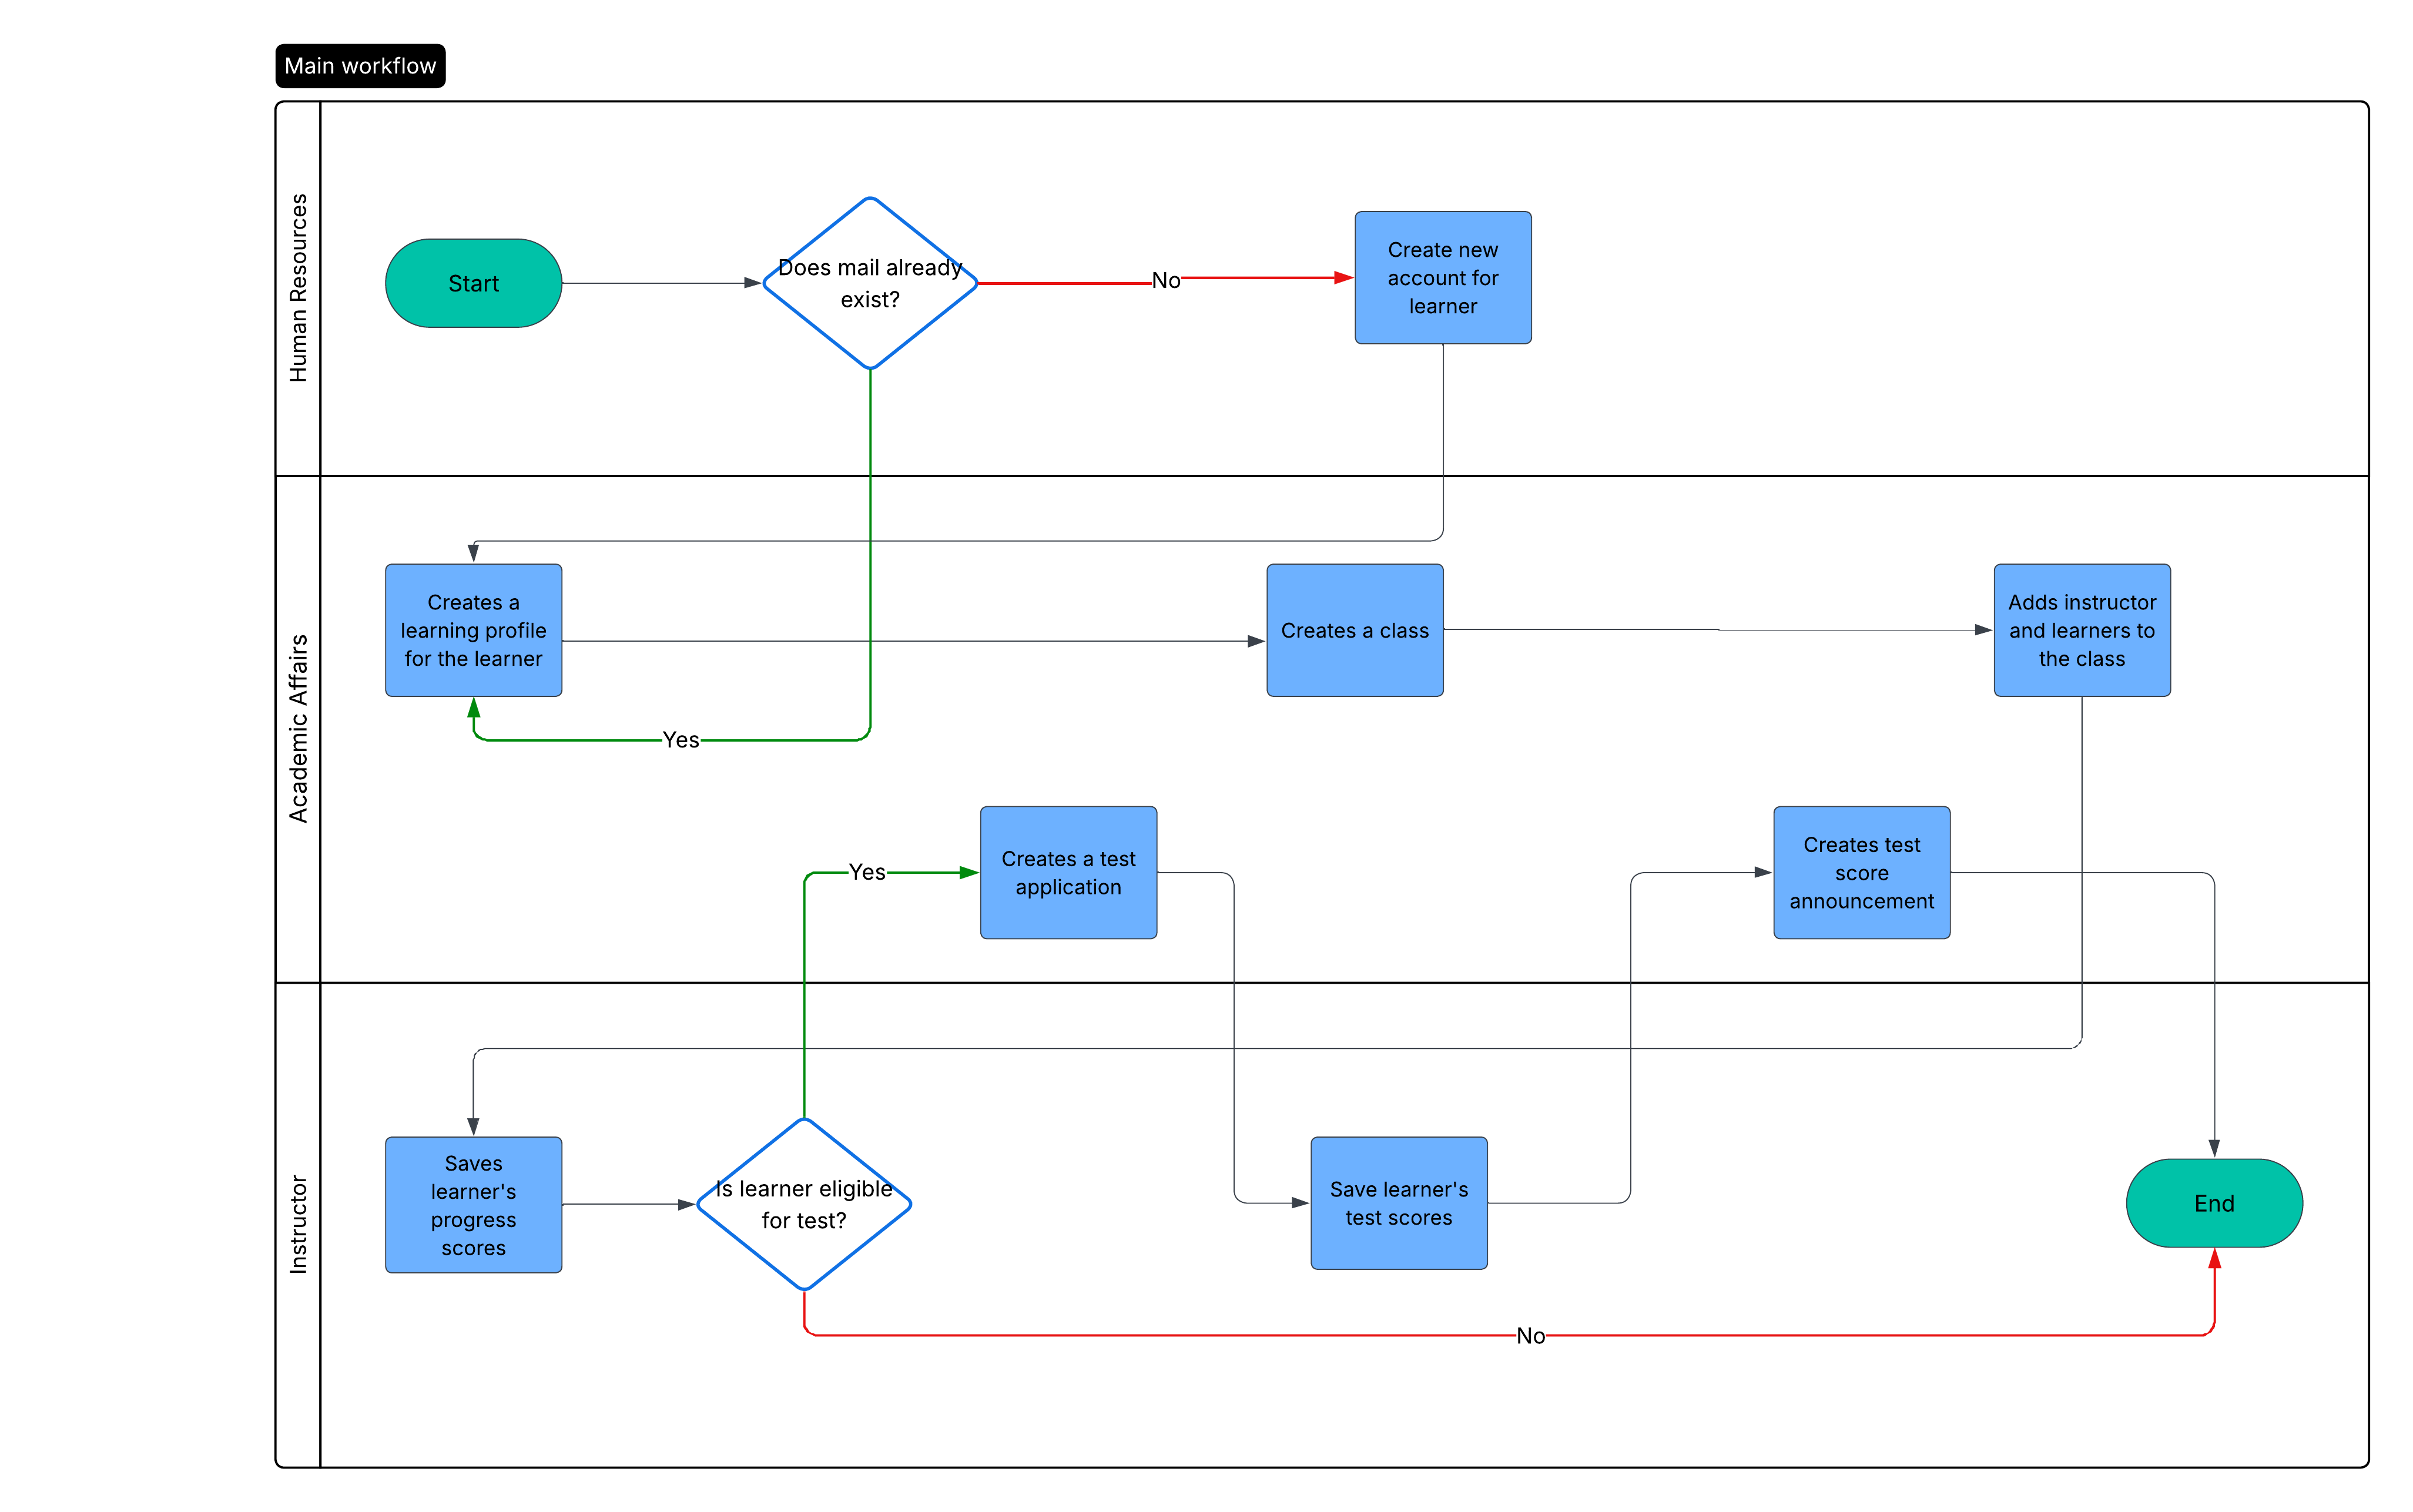 Main workflow
Human Resources
Start
Does mail already
exist?
No
Create new
account for
learner
Academic Affairs
Creates a
learning profile
for the learner
Creates a class
Adds instructor
and learners to
the class
Yes
Yes
Creates a test
application
Creates test
score
announcement
Instructor
Saves
learner's
progress
scores
Is learner eligible
for test?
Save learner's
test scores
End
No